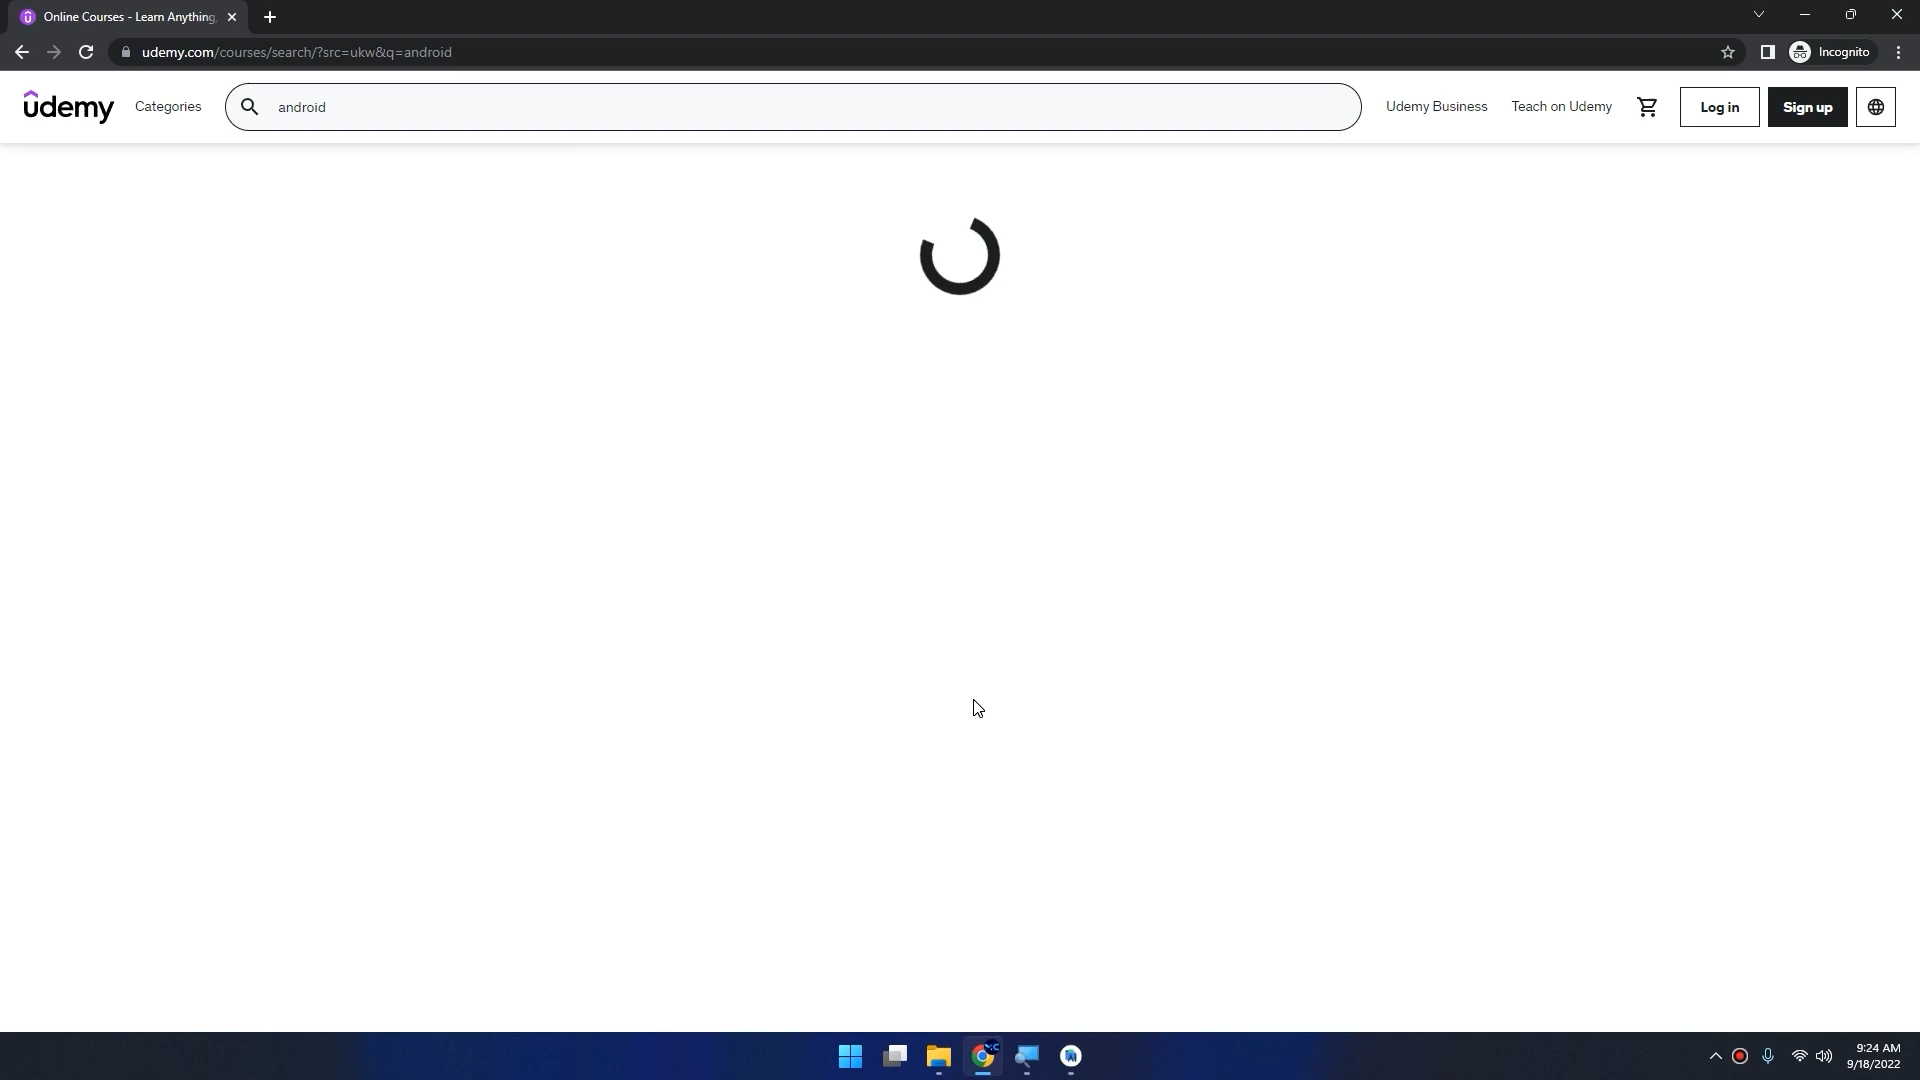 Online Courses - Learn Anything,
udemy.com/courses/search/?src=ukw&q=android
Incognito
ûdemy
Categories
android
Udemy Business
Teach on Udemy
Log in
Sign up
9:24 AM
9/18/2022